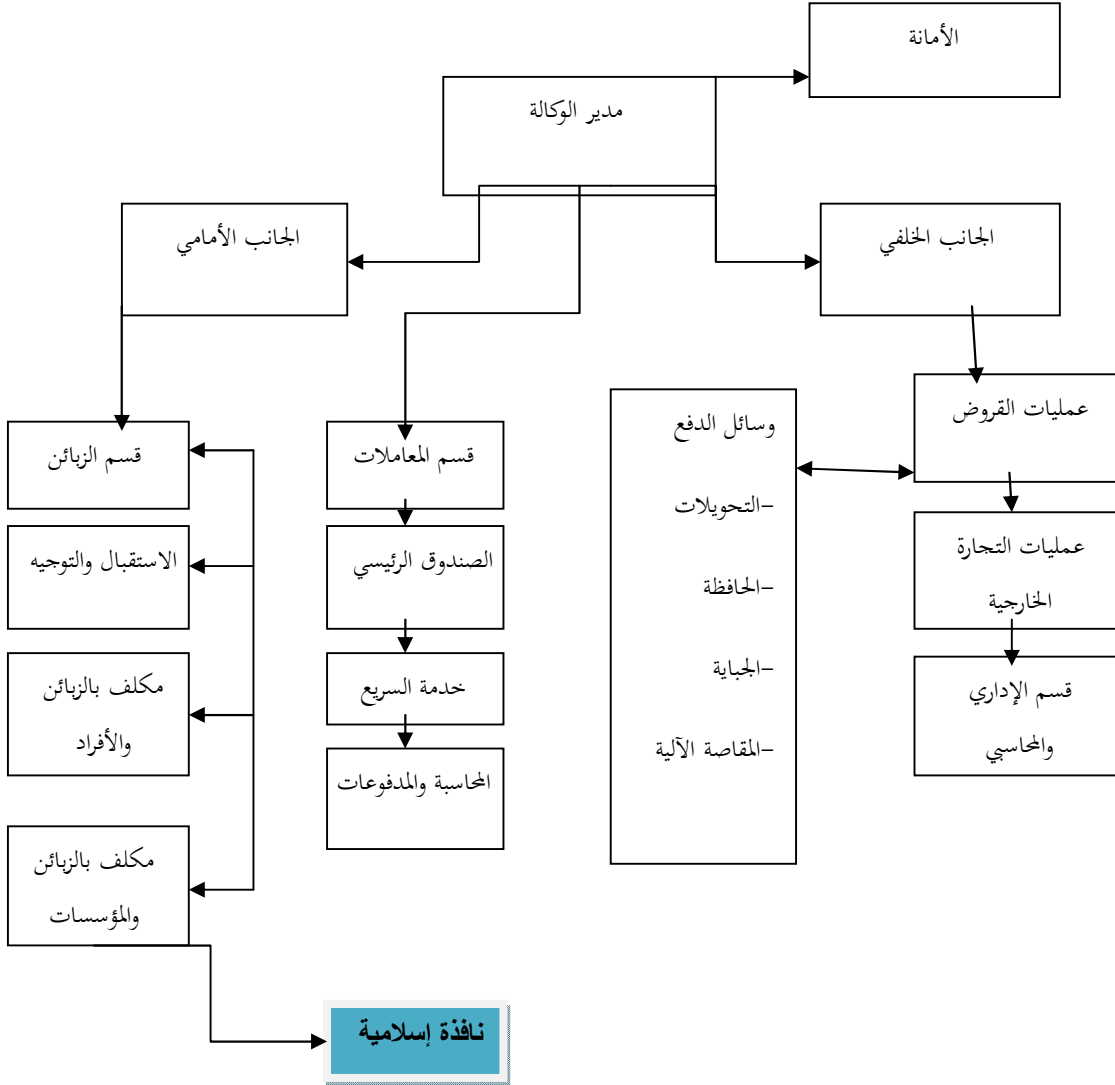 الأمانة
مدير الوكالة
الجانب الخلفي
الجانب الأمامي
عمليات القروض
وسائل الدفع
-التحويلات
-الحافظة
-الجباية
-المقاصة الآلية
قسم المعاملات
قسم الزبائن
عمليات التجارة
الخارجية
الصندوق الرئيسي
الاستقبال والتوجيه
قسم الإداري
والمحاسبي
خدمة السريع
مكلف بالزبائن
والأفراد
المحاسبة والمدفوعات
مكلف بالزبائن
والمؤسسات
نافذة إسلامية